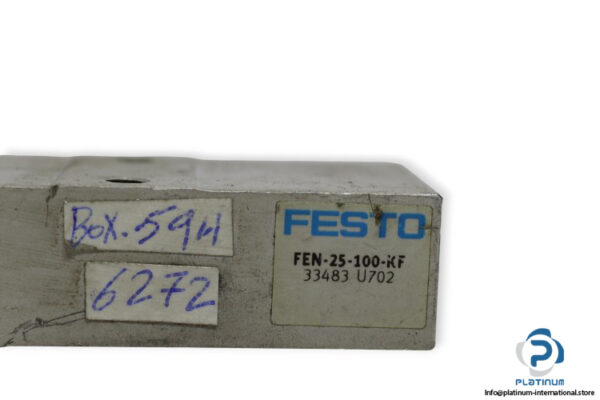 Box.594
6272
FESTO
FEN-25-100-KF
33483 U702
PLATINUM
Info@platinum-international.store